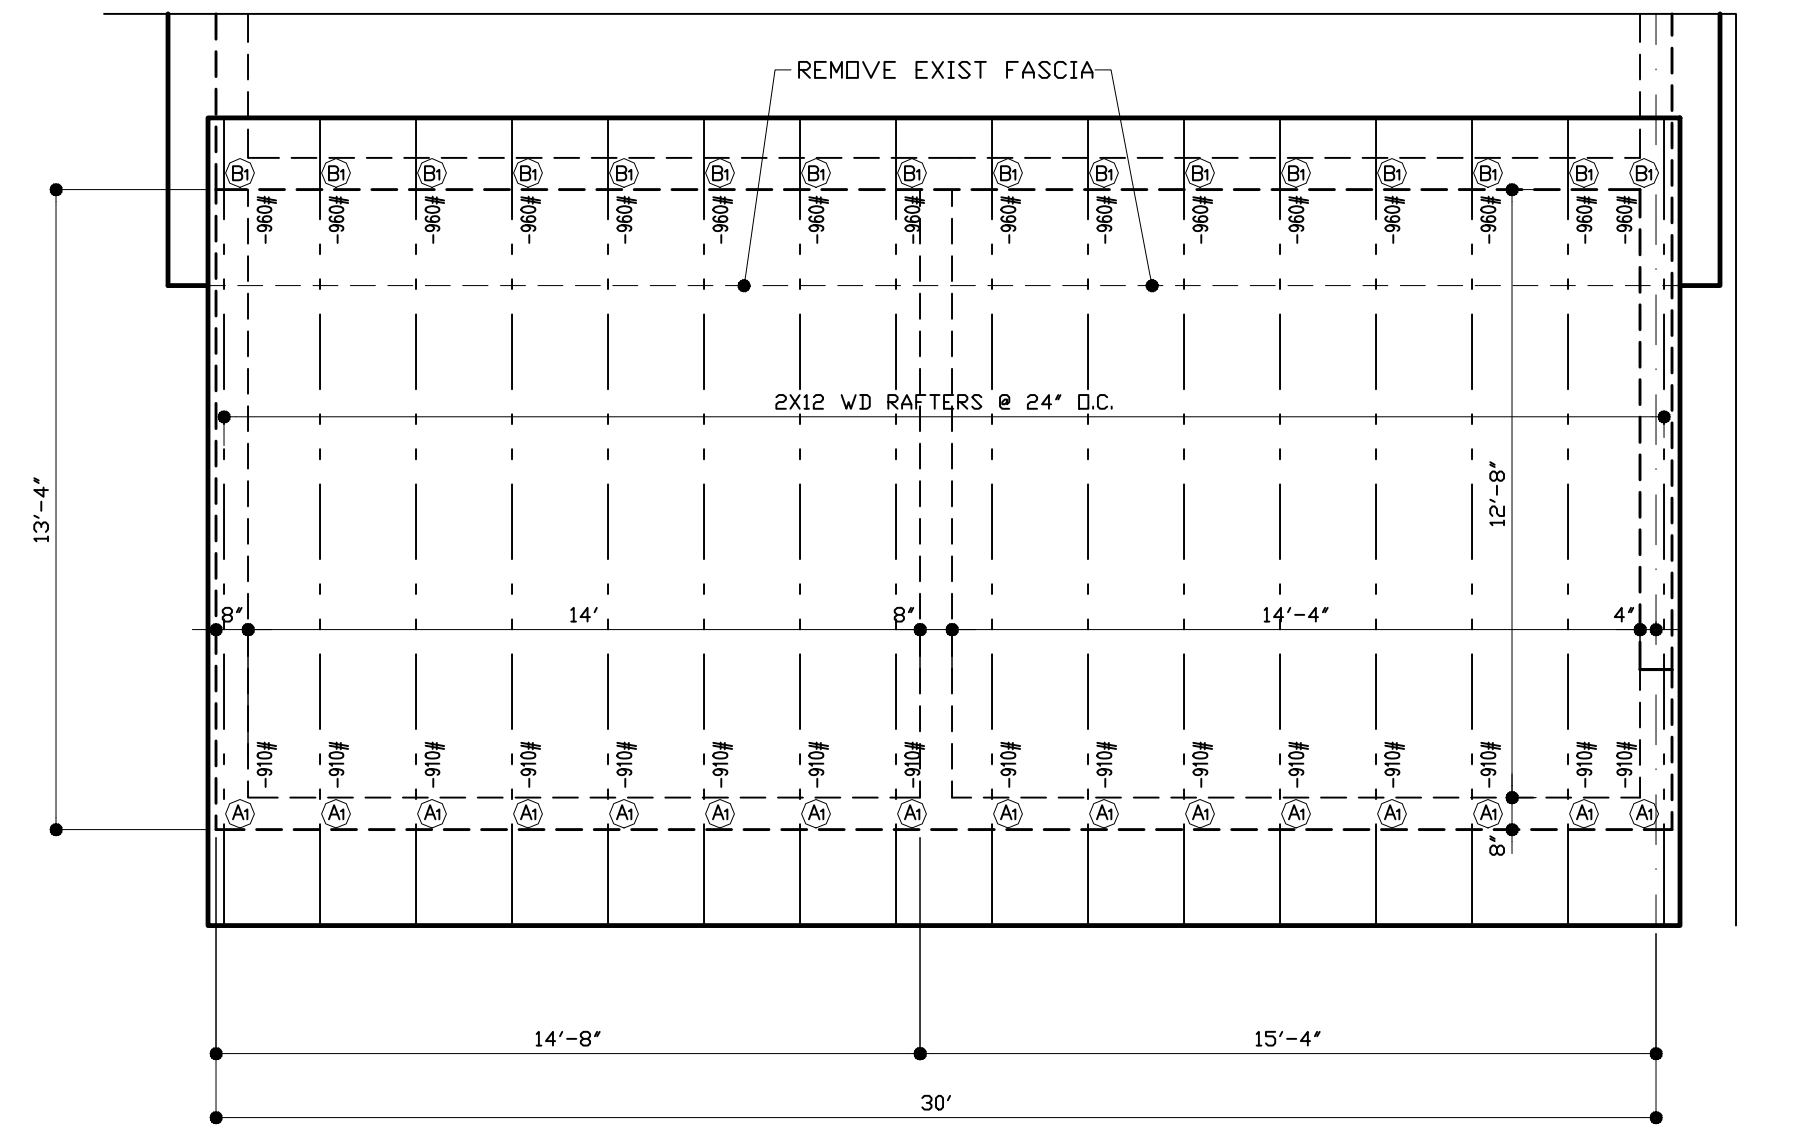 REMOVE EXIST FASCIA
B1 B1 B1 B1 B1 B1 B1 B1 B1 B1 B1 B1 B1 B1 B1 B1
-960# -960# -960# -960# -960# -960# -960# -960# -960# -960# -960# -960# -960# -960# -960# -960#
2X12 WD RAFTERS @ 24" O.C.
13'-4"
12'-8"
8" 14' 8" 14'-4" 4"
-910# -910# -910# -910# -910# -910# -910# -910# -910# -910# -910# -910# -910# -910# -910# -910#
A1 A1 A1 A1 A1 A1 A1 A1 A1 A1 A1 A1 A1 A1 A1 A1
8"
14'-8" 15'-4"
30'